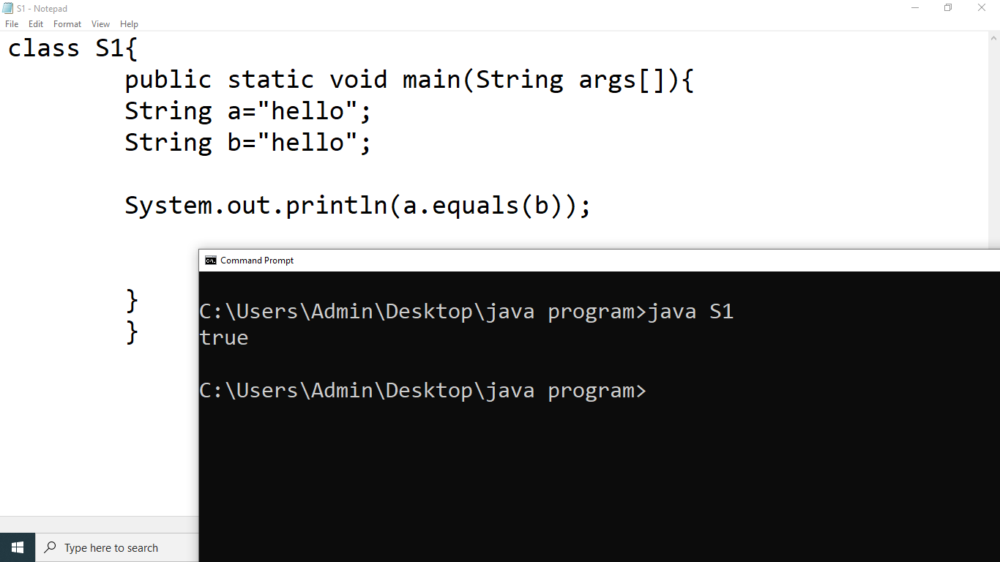 S1 - Notepad
File Edit Format View Help
class S1{
public static void main(String args[]){
String a="hello";
String b="hello";
System.out.println(a.equals(b));
}
}
Command Prompt
C:\Users\Admin\Desktop\java program>java S1
true
C:\Users\Admin\Desktop\java program>
Type here to search